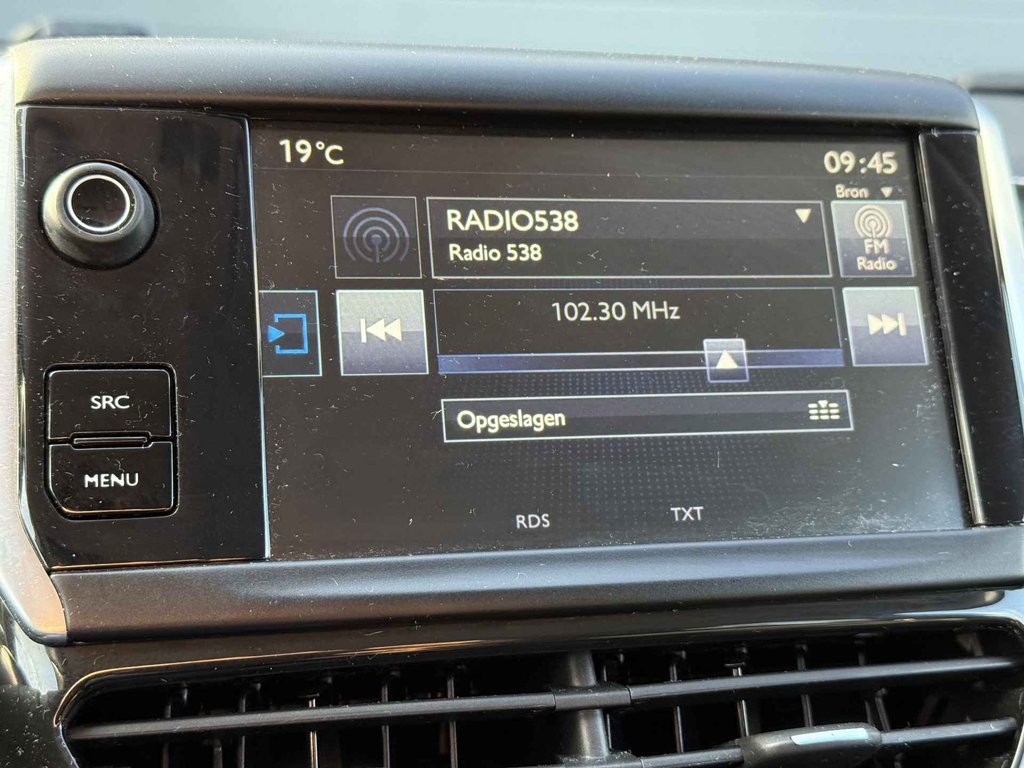 19°C
09:45
Bron
RADIO538
Radio 538
FM
Radio
102.30 MHz
SRC
Opgeslagen
MENU
RDS
TXT